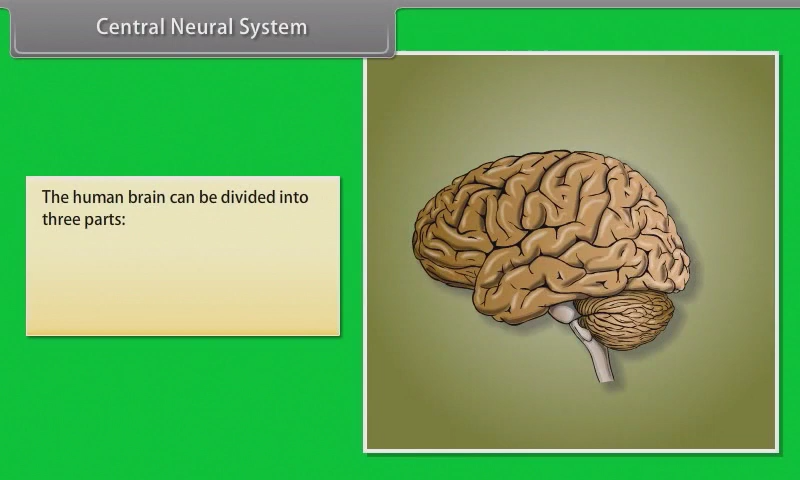 Central Neural System
The human brain can be divided into
three parts: